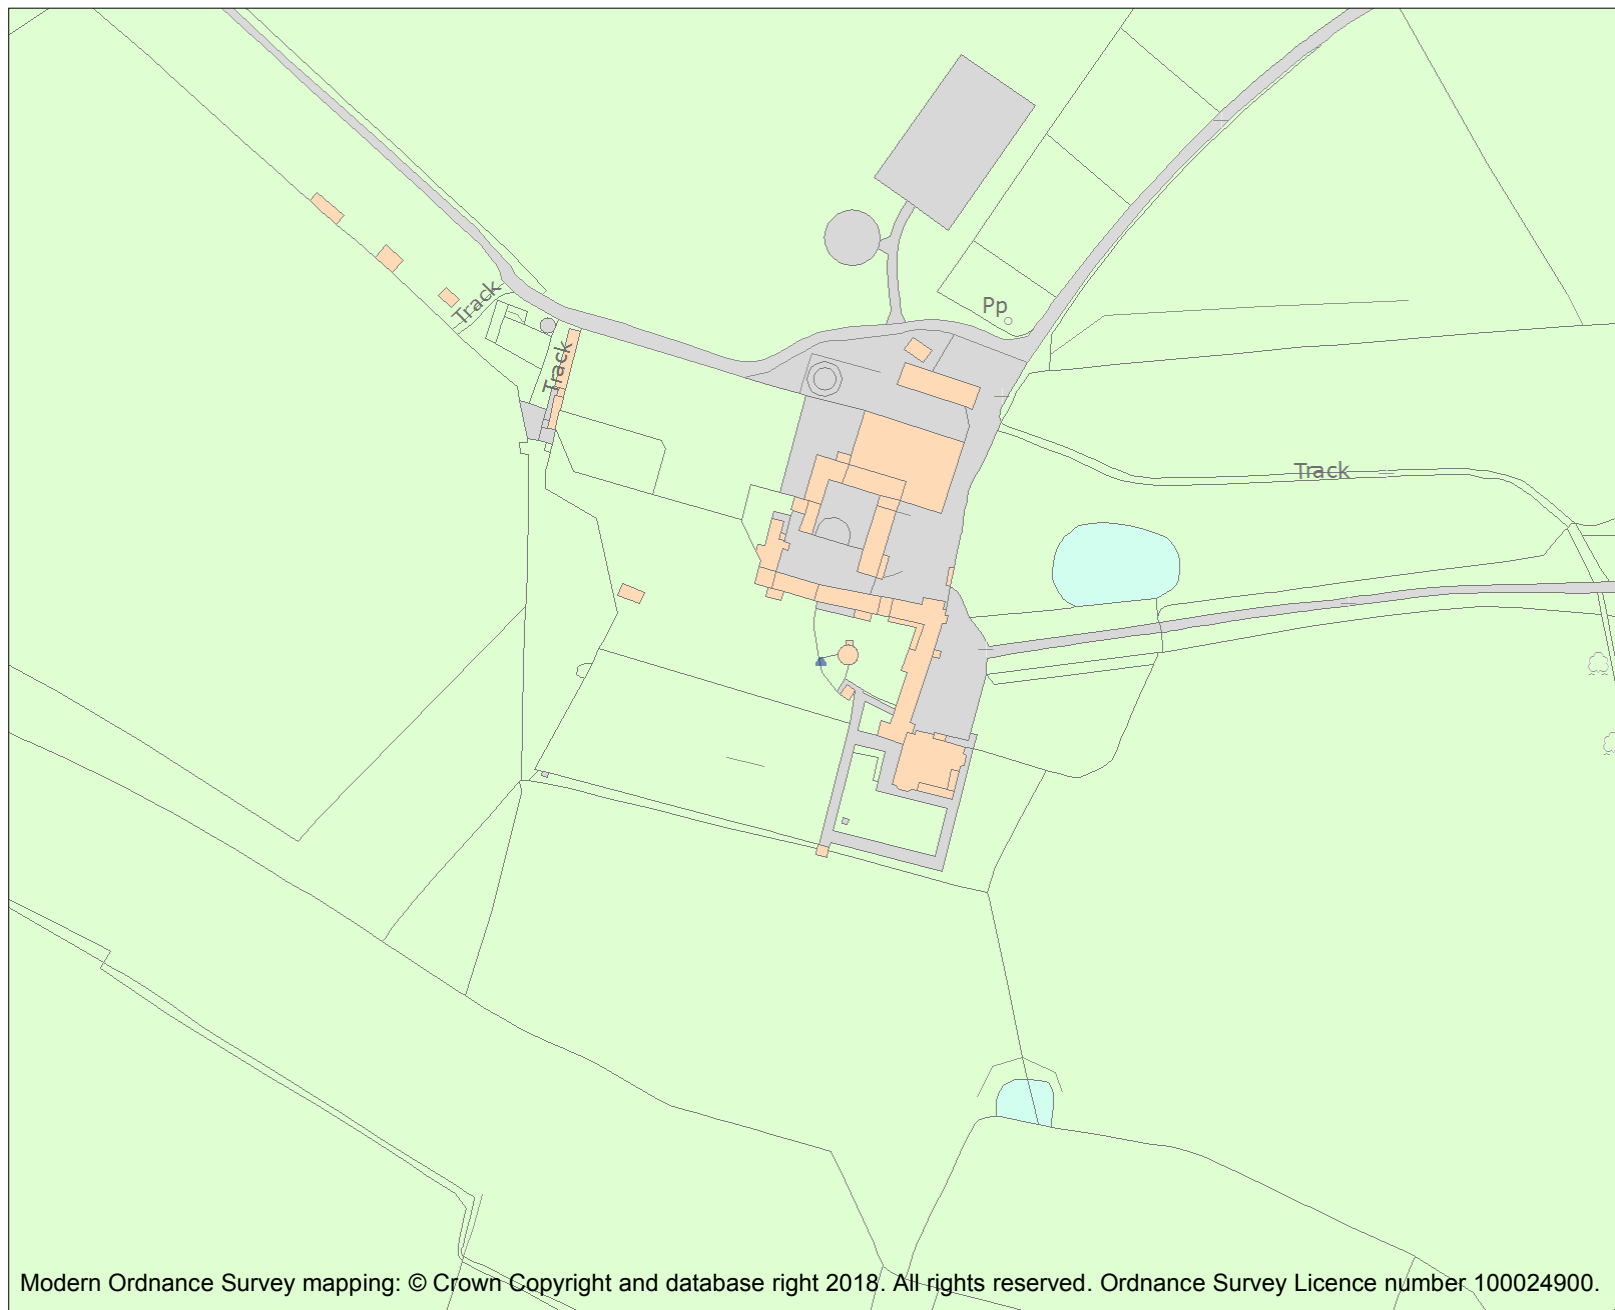 Track
Pp
Track
Track
Modern Ordnance Survey mapping: © Crown Copyright and database right 2018. All rights reserved. Ordnance Survey Licence number 100024900.